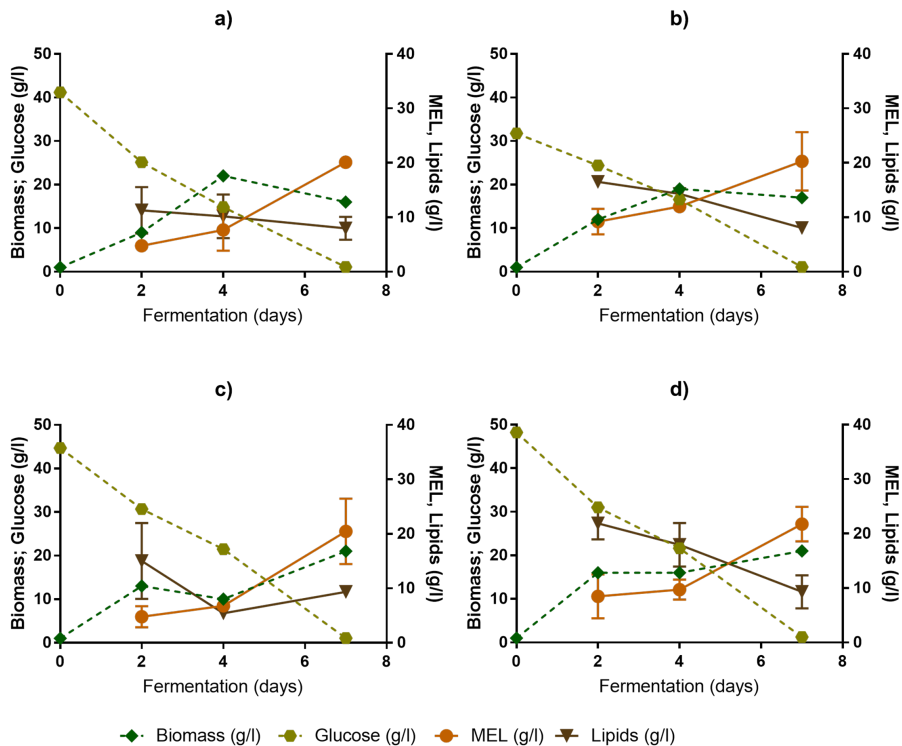 a)
b)
50
40
30
20
10
0
Biomass; Glucose (g/l)
40
30
20
10
0
MEL, Lipids (g/l)
0 2 4 6 8
Fermentation (days)
50
40
30
20
10
0
Biomass; Glucose (g/l)
40
30
20
10
0
MEL, Lipids (g/l)
0 2 4 6 8
Fermentation (days)
c)
d)
50
40
30
20
10
0
Biomass; Glucose (g/l)
40
30
20
10
0
MEL, Lipids (g/l)
0 2 4 6 8
Fermentation (days)
50
40
30
20
10
0
Biomass; Glucose (g/l)
40
30
20
10
0
MEL, Lipids (g/l)
0 2 4 6 8
Fermentation (days)
Biomass (g/l) Glucose (g/l) MEL (g/l) Lipids (g/l)